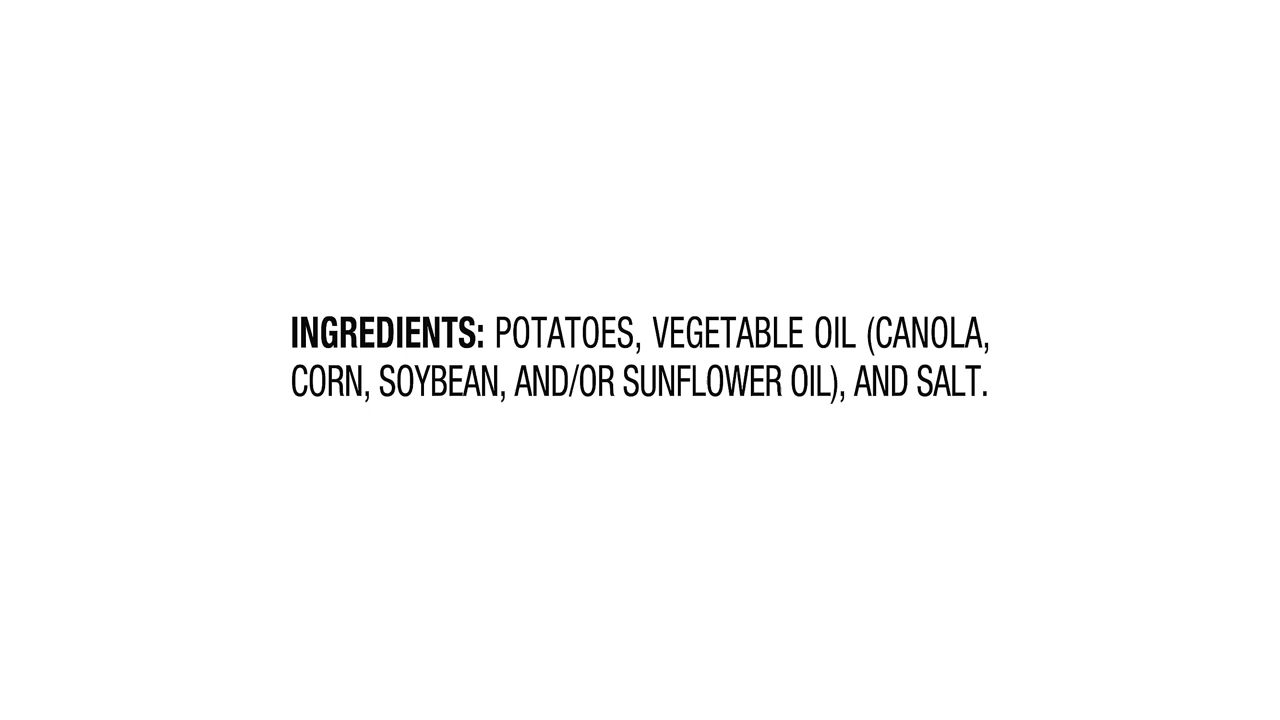 INGREDIENTS: POTATOES, VEGETABLE OIL (CANOLA,
CORN, SOYBEAN, AND/OR SUNFLOWER OIL), AND SALT.